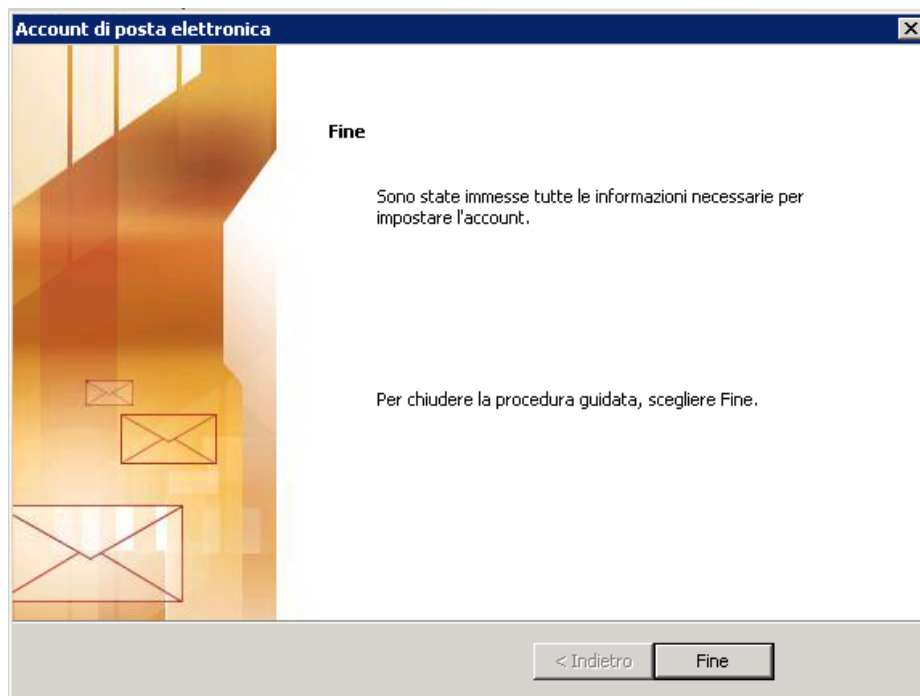 Account di posta elettronica
Fine
Sono state immesse tutte le informazioni necessarie per
impostare l'account.
Per chiudere la procedura guidata, scegliere Fine.
< Indietro
Fine